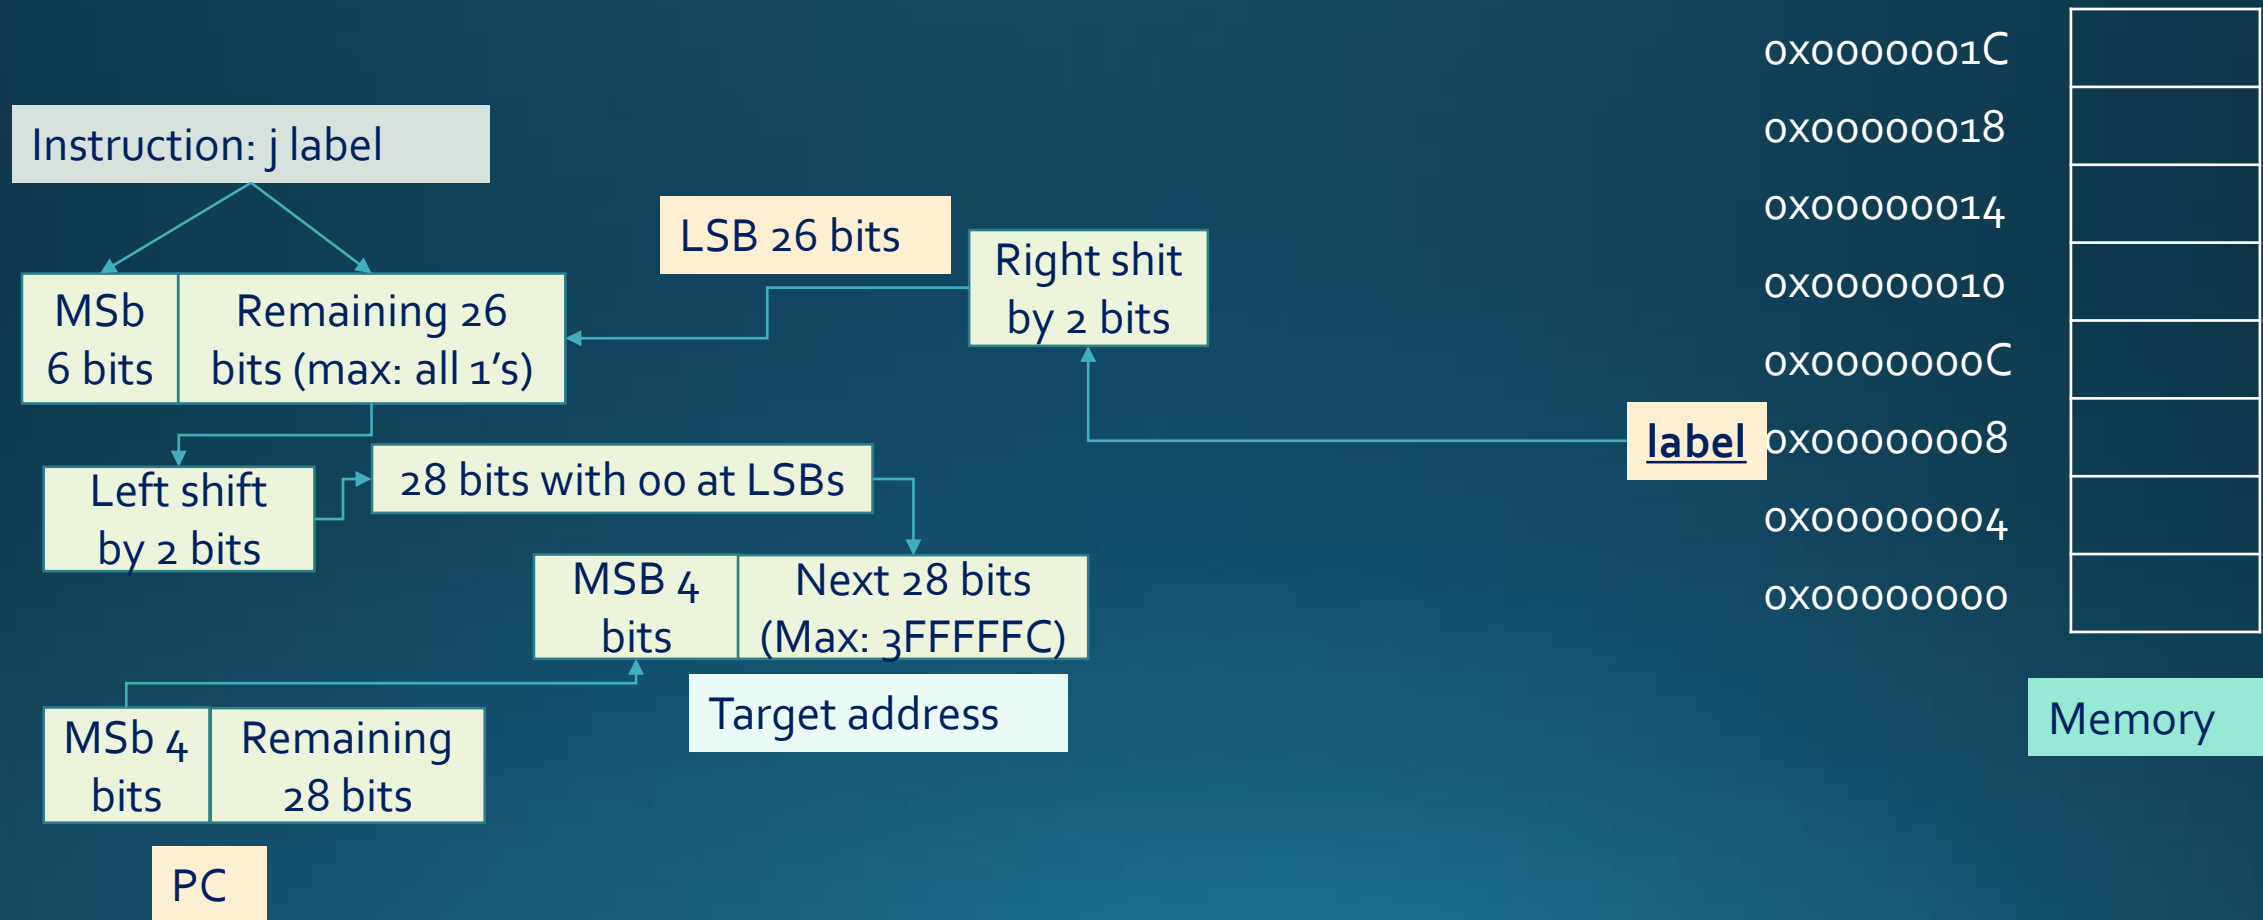 Instruction: j label
MSb
6 bits
Remaining 26
bits (max: all 1's)
LSB 26 bits
Right shit
by 2 bits
Left shift
by 2 bits
28 bits with 00 at LSBs
MSB 4
bits
Next 28 bits
(Max: 3FFFFFC)
Target address
MSb 4
bits
Remaining
28 bits
PC
label
0x0000001C
0x00000018
0x00000014
0x00000010
0x0000000C
0x00000008
0x00000004
0x00000000
Memory